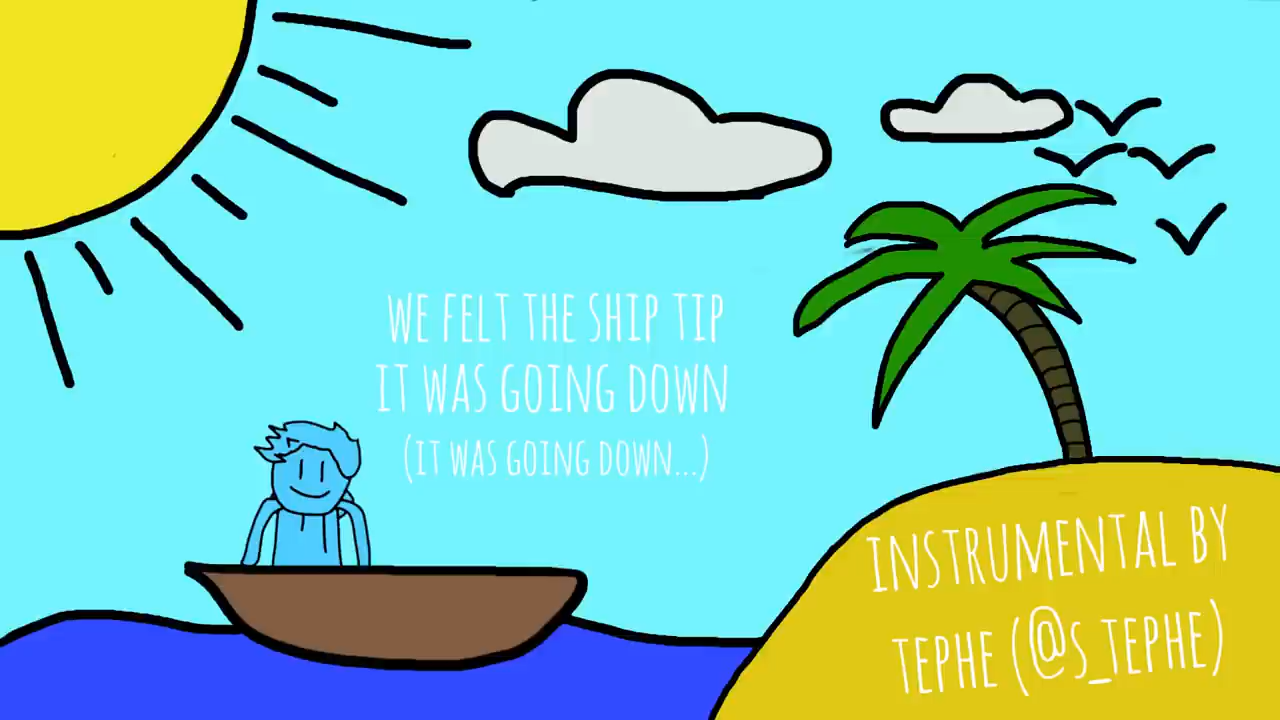 WE FELT THE SHIP TIP
IT WAS GOING DOWN
(IT WAS GOING DOWN...)
INSTRUMENTAL BY
TEPHE (@S_TEPHE)